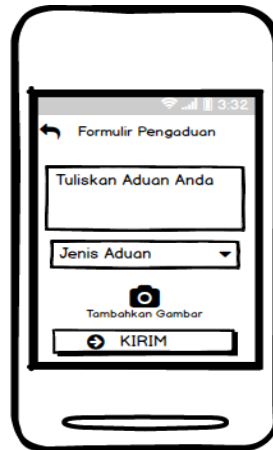 3:32
Formulir Pengaduan
Tuliskan Aduan Anda
Jenis Aduan
Tambahkan Gambar
KIRIM